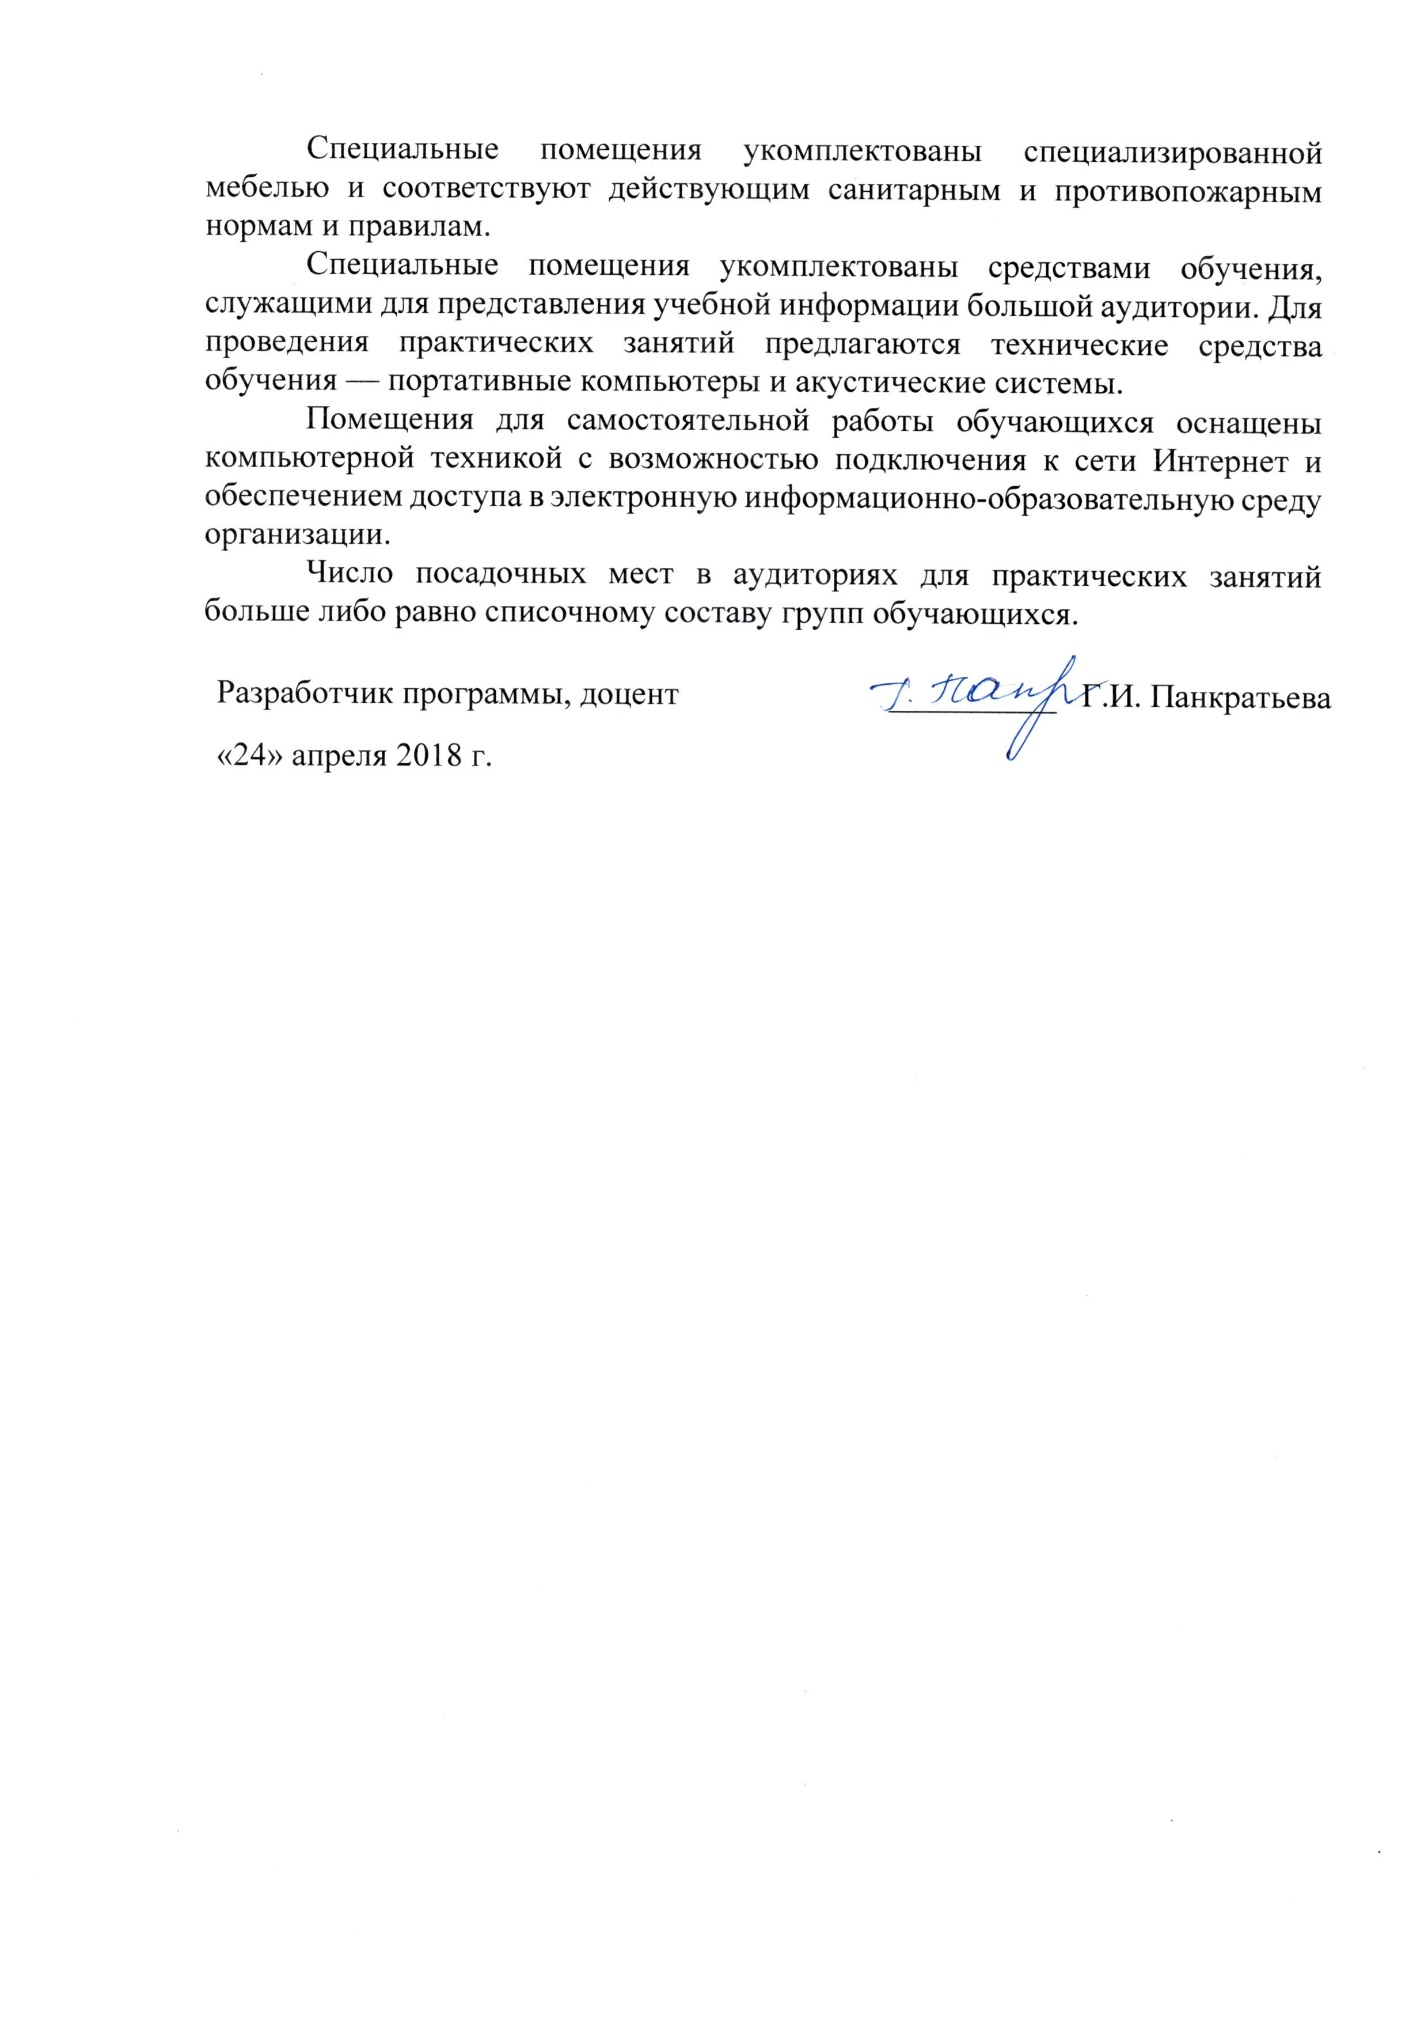 Специальные помещения укомплектованы специализированной
мебелью и соответствуют действующим санитарным и противопожарным
нормам и правилам.
Специальные помещения укомплектованы средствами обучения,
служащими для представления учебной информации большой аудитории. Для
проведения практических занятий предлагаются технические средства
обучения — портативные компьютеры и акустические системы.
Помещения для самостоятельной работы обучающихся оснащены
компьютерной техникой с возможностью подключения к сети Интернет и
обеспечением доступа в электронную информационно-образовательную среду
организации.
Число посадочных мест в аудиториях для практических занятий
больше либо равно списочному составу групп обучающихся.
Разработчик программы, доцент Г.И. Панкратьева
«24» апреля 2018 г.